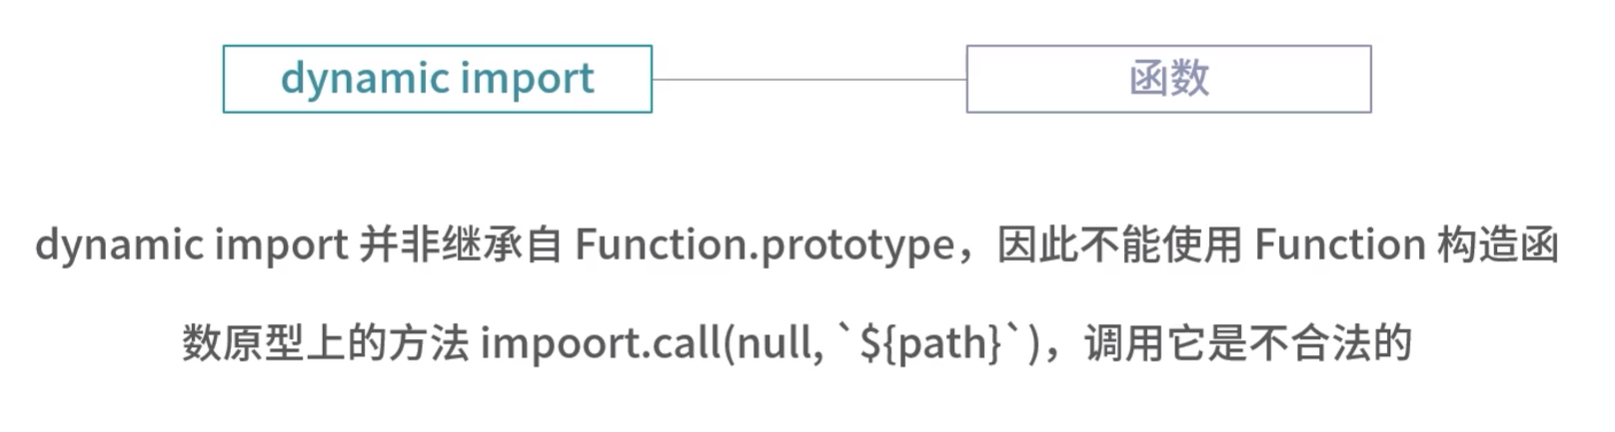 dynamic import
函数
dynamic import 并非继承自 Function.prototype，因此不能使用 Function 构造函
数原型上的方法 impoort.call(null, `${path}`)，调用它是不合法的